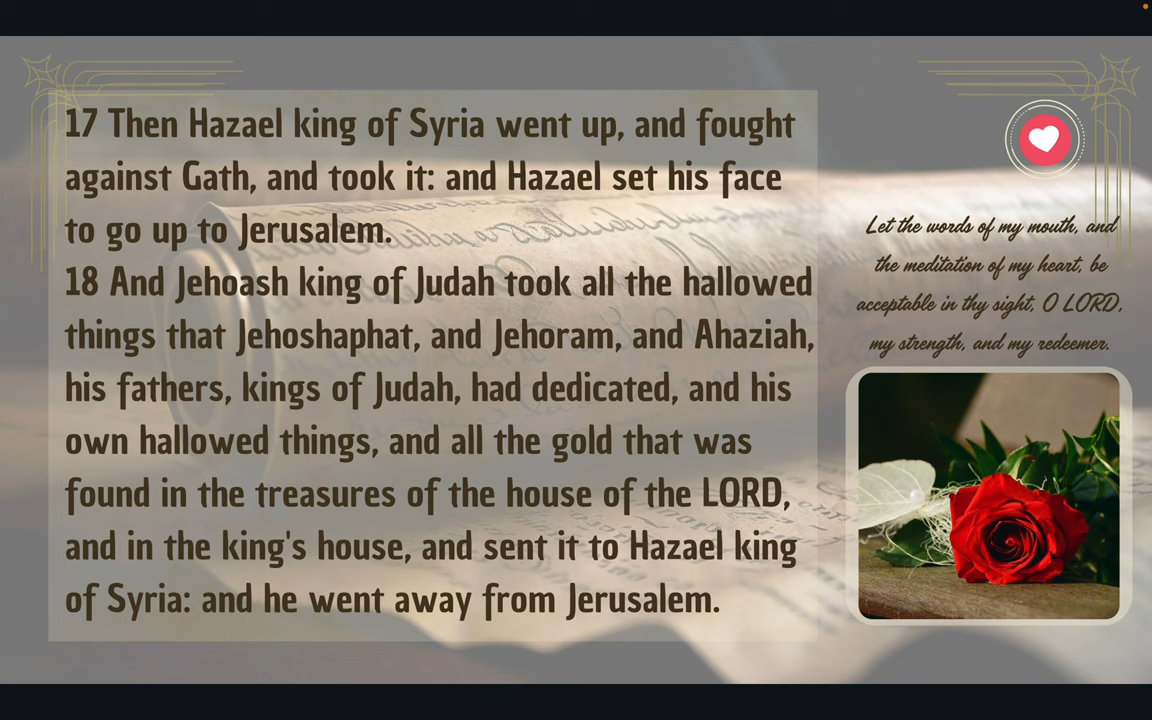 17 Then Hazael king of Syria went up, and fought
against Gath, and took it: and Hazael set his face
to go up to Jerusalem.
18 And Jehoash king of Judah took all the hallowed
things that Jehoshaphat, and Jehoram, and Ahaziah,
his fathers, kings of Judah, had dedicated, and his
own hallowed things, and all the gold that was
found in the treasures of the house of the LORD,
and in the king's house, and sent it to Hazael king
of Syria: and he went away from Jerusalem.
Let the words of my mouth, and
the meditation of my heart, be
acceptable in thy sight, O LORD,
my strength, and my redeemer.